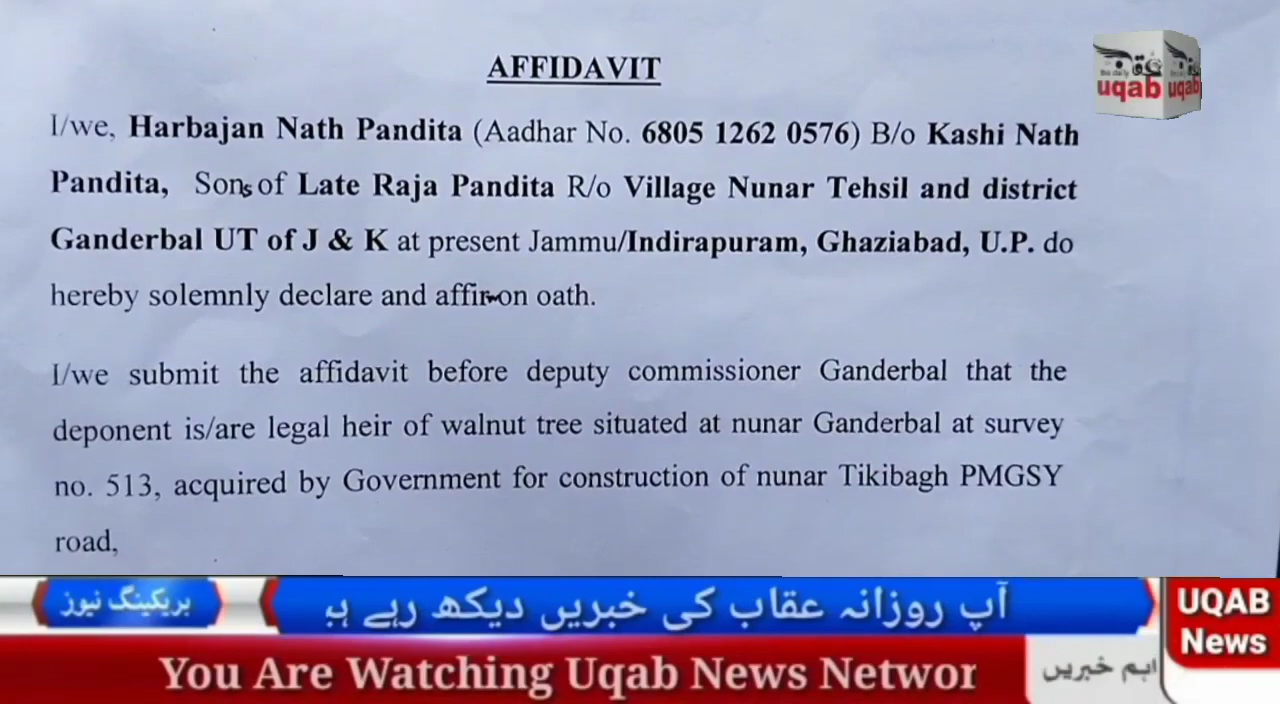 AFFIDAVIT
I/we, Harbajan Nath Pandita (Aadhar No. 6805 1262 0576) B/o Kashi Nath
Pandita, Sons of Late Raja Pandita R/o Village Nunar Tehsil and district
Ganderbal UT of J & K at present Jammu/Indirapuram, Ghaziabad, U.P. do
hereby solemnly declare and affirm on oath.
I/we submit the affidavit before deputy commissioner Ganderbal that the
deponent is/are legal heir of walnut tree situated at nunar Ganderbal at survey
no. 513, acquired by Government for construction of nunar Tikibagh PMGSY
road,
uqab uqab
بریکینگ نیوز
آپ روزانہ عقاب کی خبریں دیکھ رہے ہیں
UQAB
News
You Are Watching Uqab News Networ
اہم خبریں